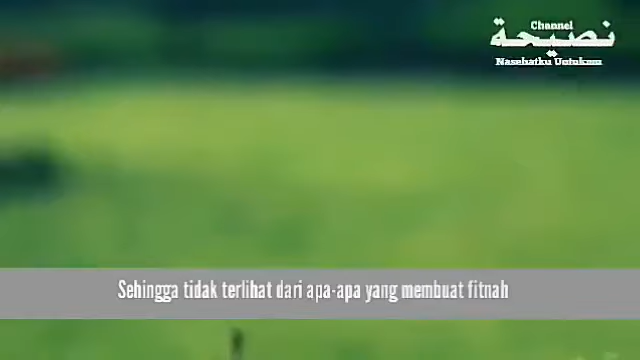 Channel
نصيحة
Nasehatku Untukmu
Sehingga tidak terlihat dari apa-apa yang membuat fitnah